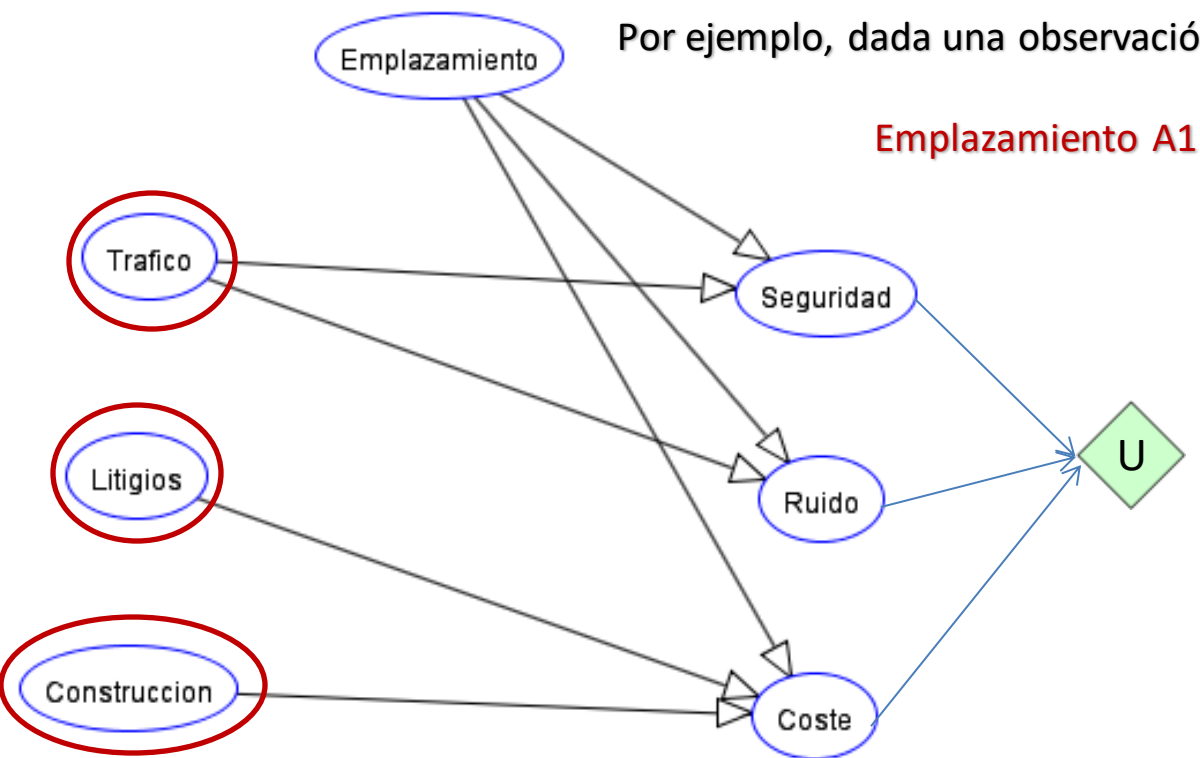 Por ejemplo, dada una observació
Emplazamiento
Emplazamiento A1
Trafico
Seguridad
U
Litigios
Ruido
Construccion
Coste